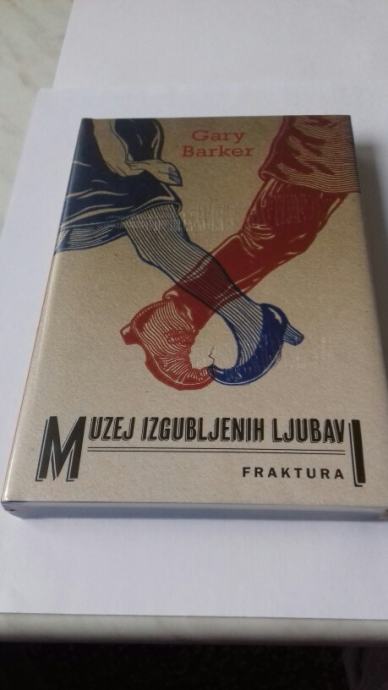 Gary
Barker
MUZEJ IZGUBLJENIH LJUBAVI
FRAKTURA